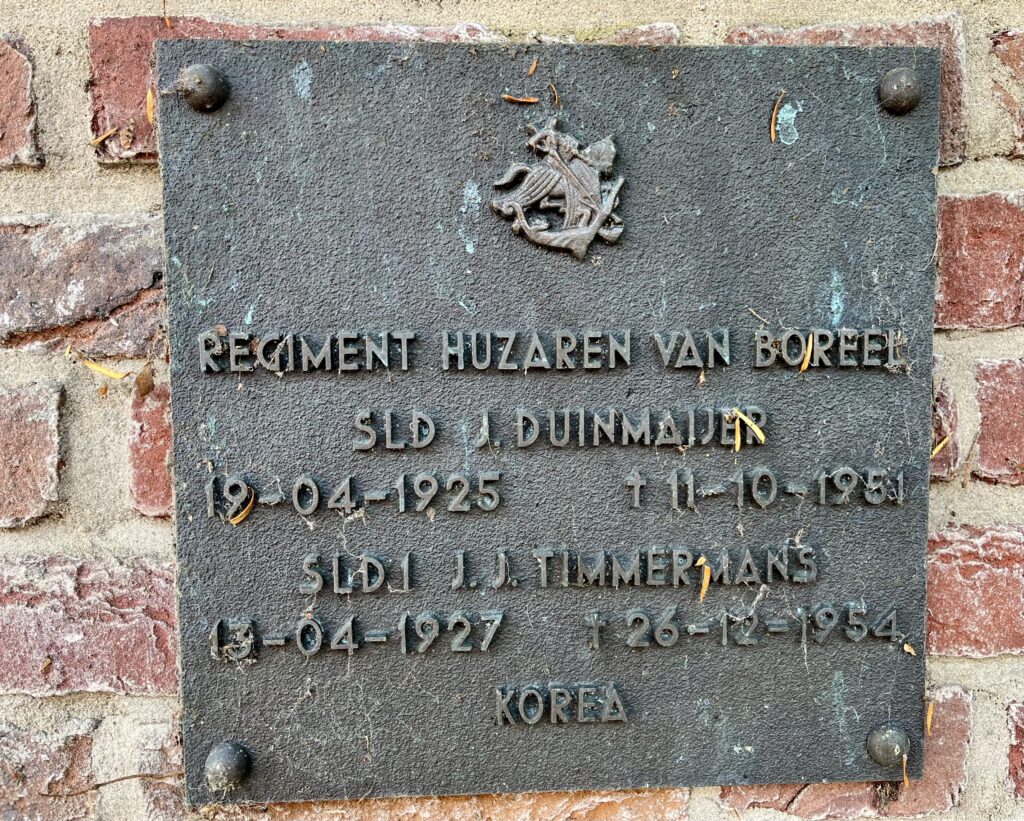 REGIMENT HUZAREN VAN BOREEL
SLD J. DUINMAIJER
19-04-1925 †11-10-1951
SLD1 J.J. TIMMERMANS
13-04-1927 †26-12-1954
KOREA